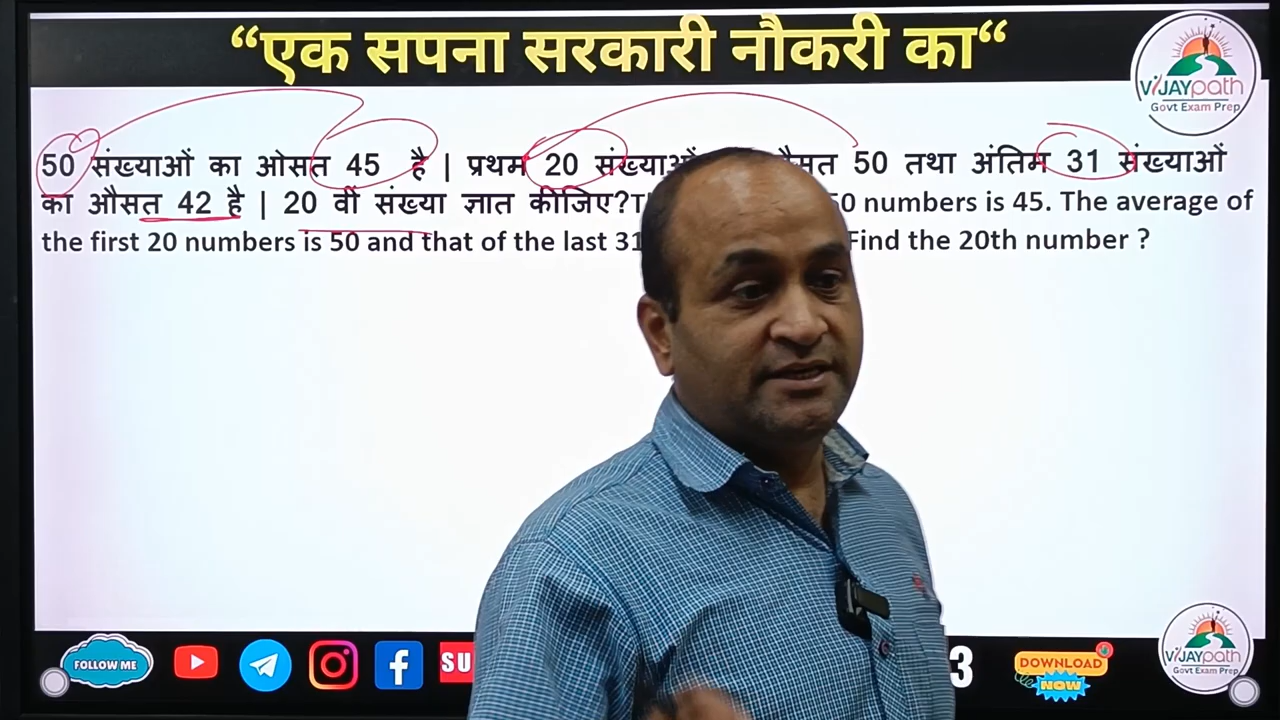 “एक सपना सरकारी नौकरी का“
VIJAYpath
Govt Exam Prep
50 संख्याओं का ओसत 45 है | प्रथम 20 संख्याओं औसत 50 तथा अंतिम 31 संख्याओं
का औसत 42 है | 20 वीं संख्या ज्ञात कीजिए? 50 numbers is 45. The average of
the first 20 numbers is 50 and that of the last 31 Find the 20th number ?
FOLLOW ME
3
DOWNLOAD
NOW
VIJAYpath
Govt Exam Prep